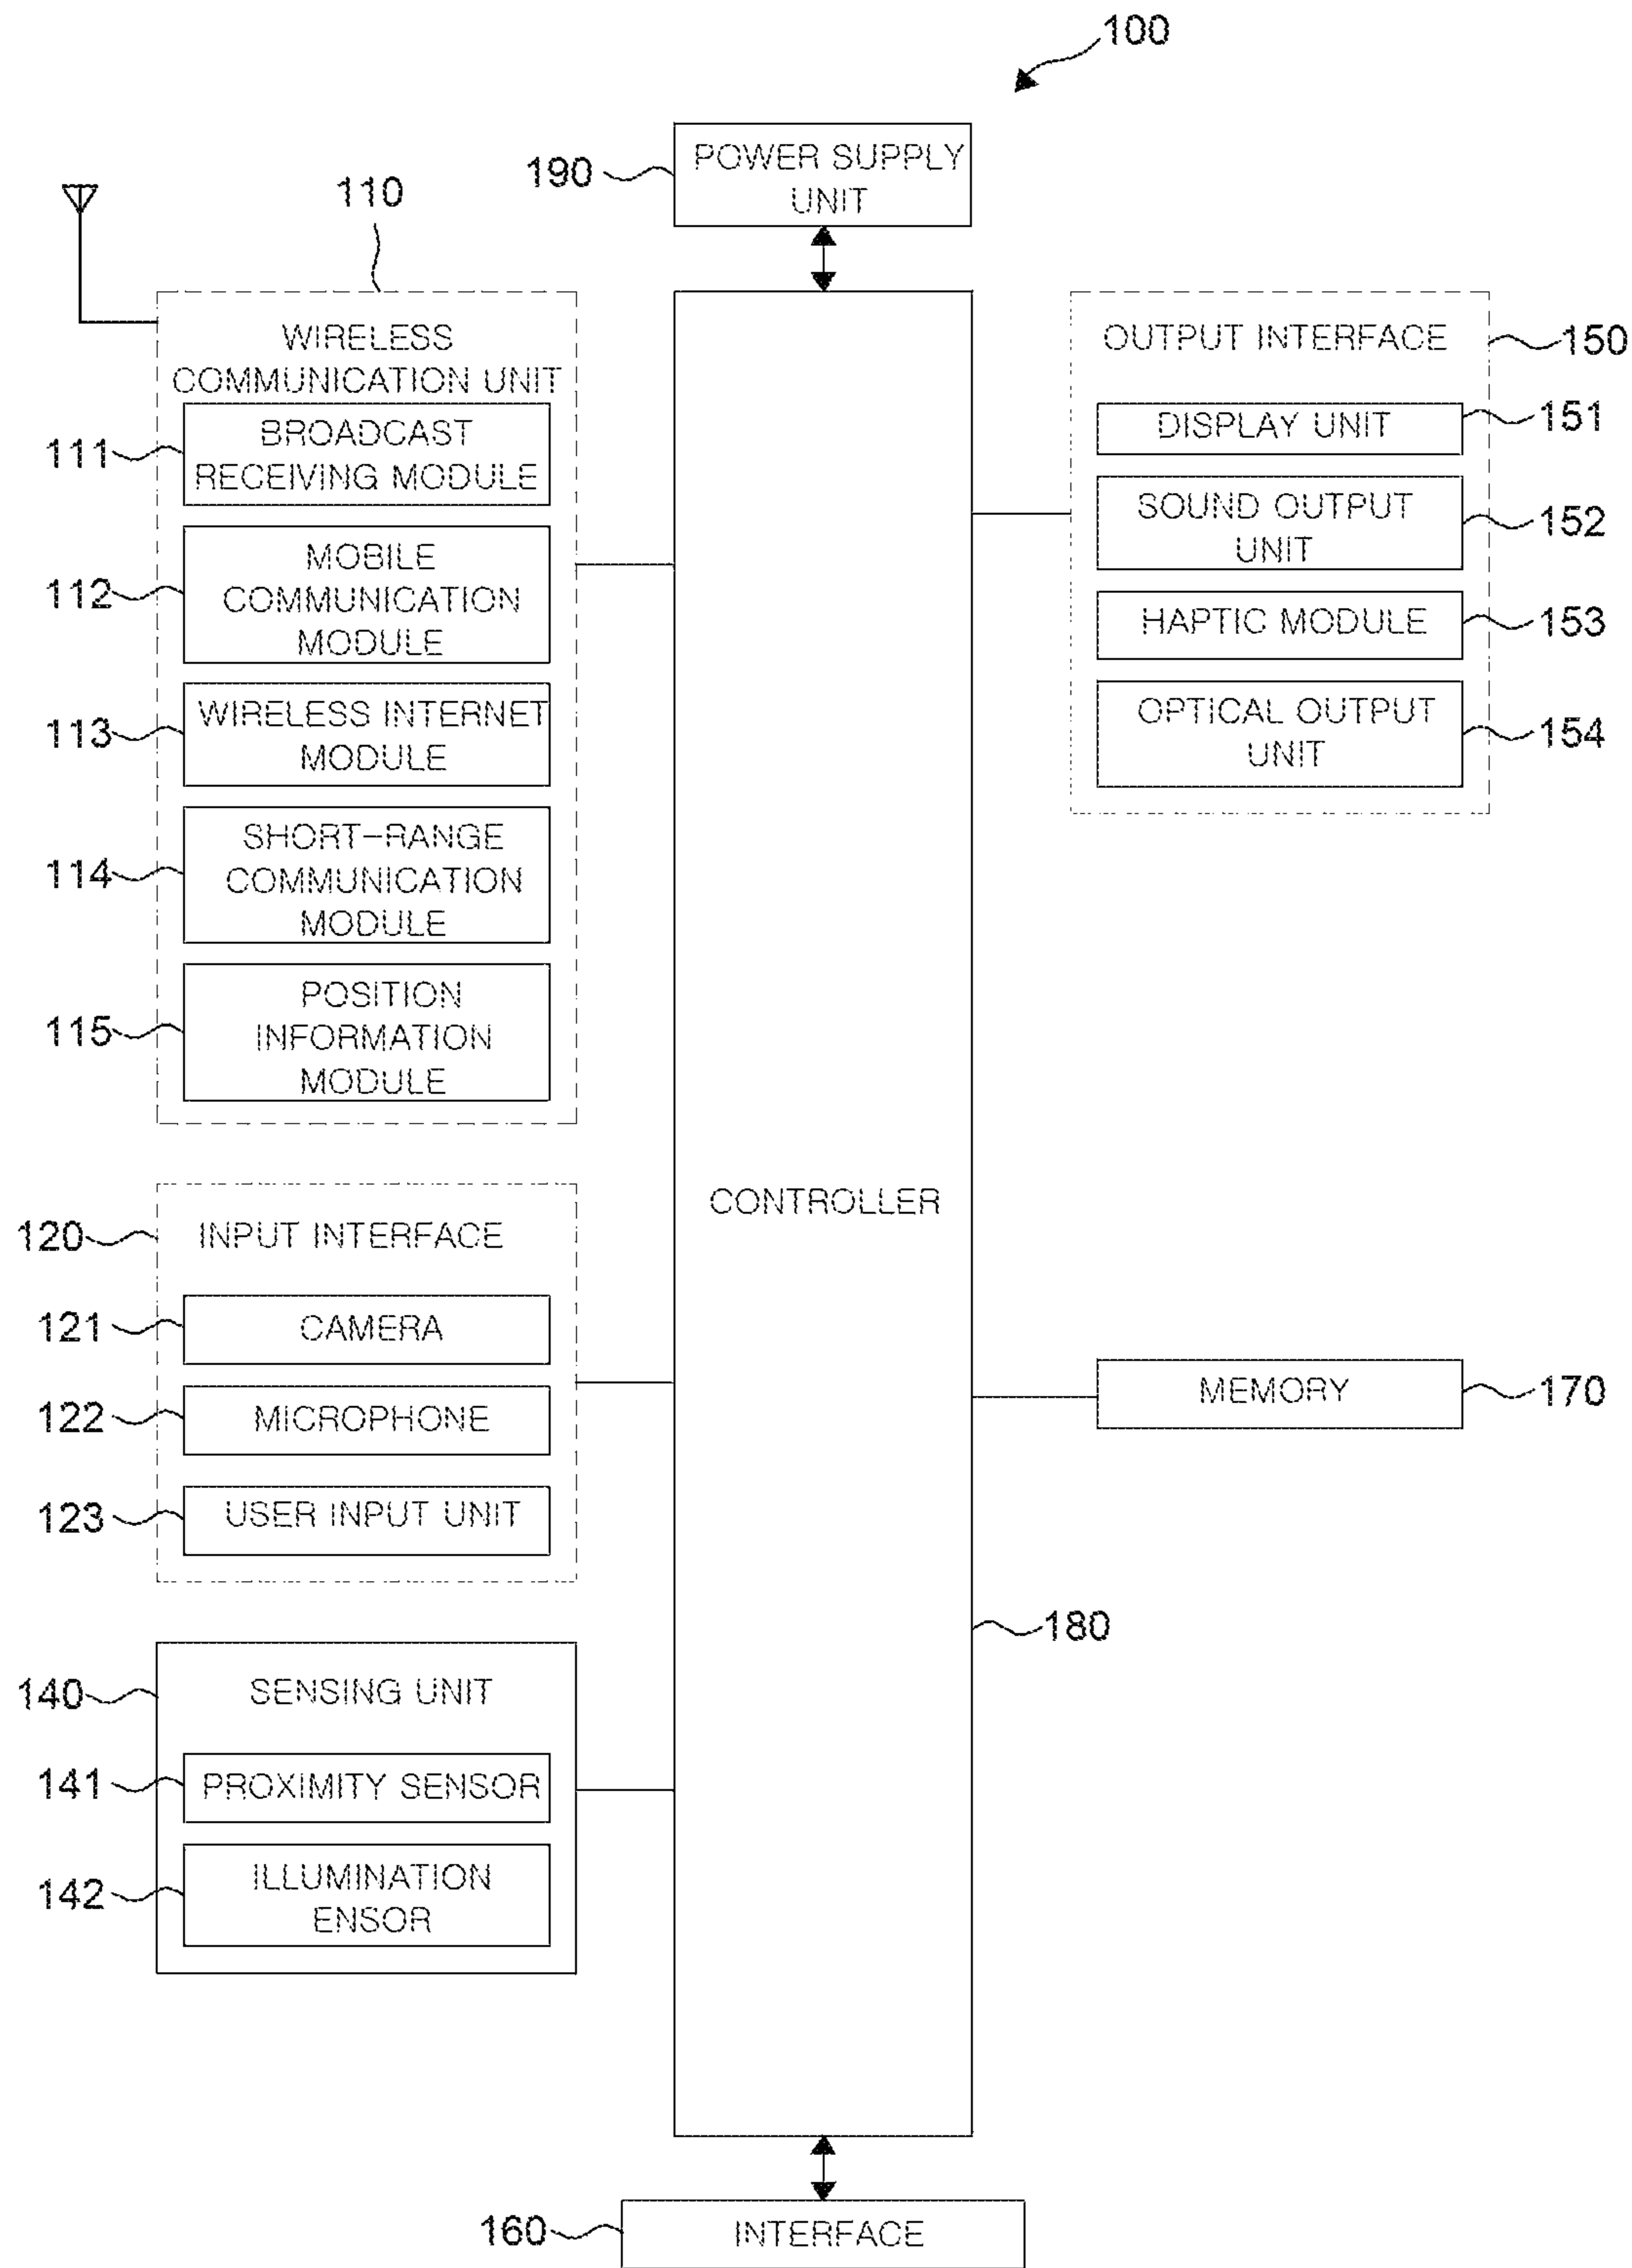 100
190
POWER SUPPLY
UNIT
110
WIRELESS
COMMUNICATION UNIT
111
BROADCAST
RECEIVING MODULE
112
MOBILE
COMMUNICATION
MODULE
113
WIRELESS INTERNET
MODULE
114
SHORT-RANGE
COMMUNICATION
MODULE
115
POSITION
INFORMATION
MODULE
120
INPUT INTERFACE
121
CAMERA
122
MICROPHONE
123
USER INPUT UNIT
140
SENSING UNIT
141
PROXIMITY SENSOR
142
ILLUMINATION
ENSOR
CONTROLLER
180
OUTPUT INTERFACE
150
DISPLAY UNIT
151
SOUND OUTPUT
UNIT
152
HAPTIC MODULE
153
OPTICAL OUTPUT
UNIT
154
MEMORY
170
160
INTERFACE